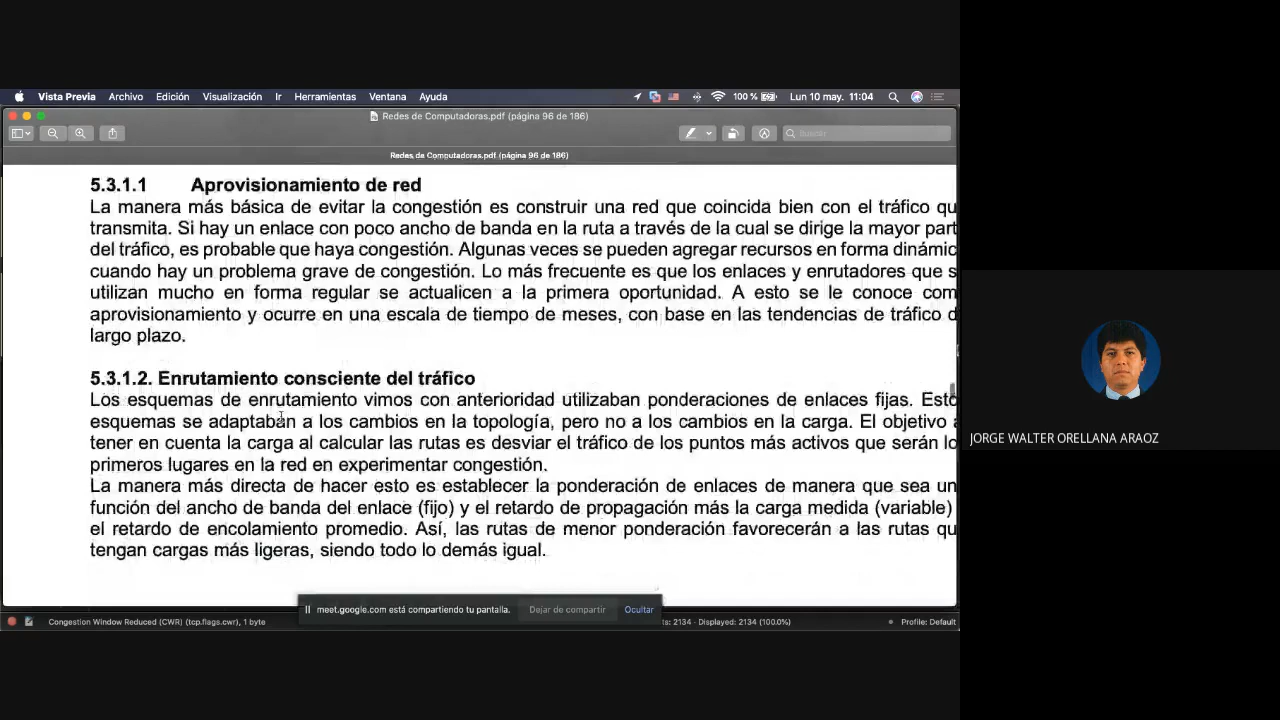 Vista Previa Archivo Edición Visualización Ir Herramientas Ventana Ayuda 100 % Lun 10 may. 11:04
Redes de Computadoras.pdf (página 96 de 186)
Buscar
Redes de Computadoras.pdf (página 96 de 186)
5.3.1.1 Aprovisionamiento de red
La manera más básica de evitar la congestión es construir una red que coincida bien con el tráfico qu
transmita. Si hay un enlace con poco ancho de banda en la ruta a través de la cual se dirige la mayor part
del tráfico, es probable que haya congestión. Algunas veces se pueden agregar recursos en forma dinámic
cuando hay un problema grave de congestión. Lo más frecuente es que los enlaces y enrutadores que s
utilizan mucho en forma regular se actualicen a la primera oportunidad. A esto se le conoce com
aprovisionamiento y ocurre en una escala de tiempo de meses, con base en las tendencias de tráfico d
largo plazo.
5.3.1.2. Enrutamiento consciente del tráfico
Los esquemas de enrutamiento vimos con anterioridad utilizaban ponderaciones de enlaces fijas. Esto
esquemas se adaptaban a los cambios en la topología, pero no a los cambios en la carga. El objetivo a
tener en cuenta la carga al calcular las rutas es desviar el tráfico de los puntos más activos que serán lo
primeros lugares en la red en experimentar congestión.
La manera más directa de hacer esto es establecer la ponderación de enlaces de manera que sea un
función del ancho de banda del enlace (fijo) y el retardo de propagación más la carga medida (variable)
el retardo de encolamiento promedio. Así, las rutas de menor ponderación favorecerán a las rutas qu
tengan cargas más ligeras, siendo todo lo demás igual.
meet.google.com está compartiendo tu pantalla. Dejar de compartir Ocultar
Congestion Window Reduced (CWR) (tcp.flags.cwr), 1 byte
ts: 2134 · Displayed: 2134 (100.0%) Profile: Default
JORGE WALTER ORELLANA ARAOZ